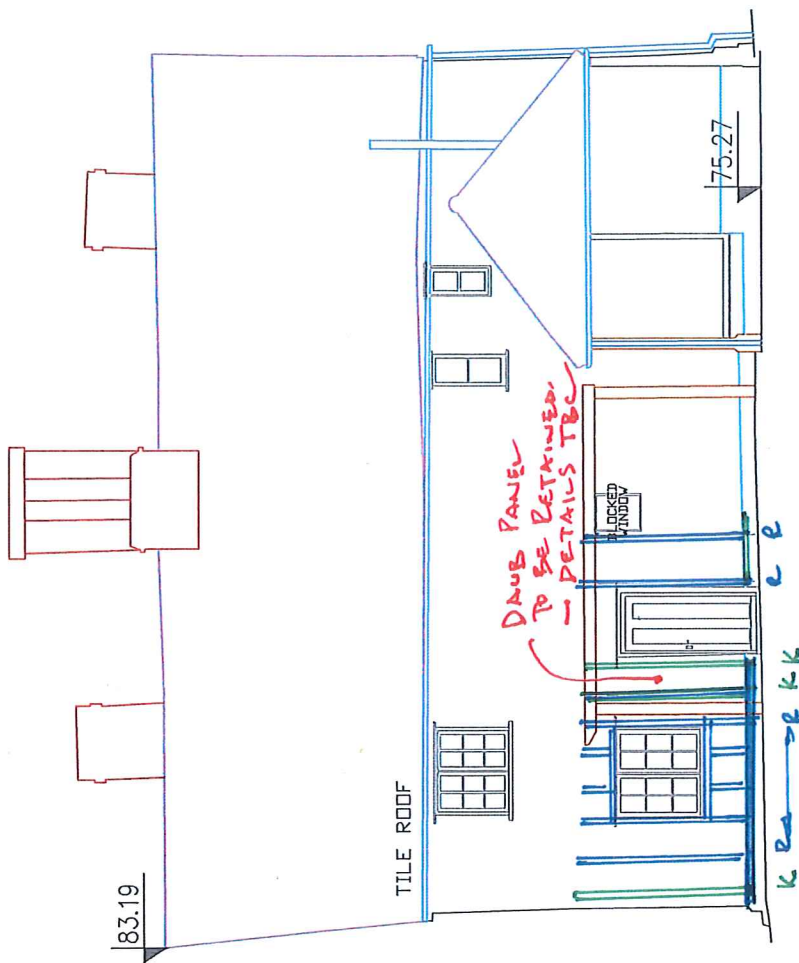 83.19
TILE ROOF
DAUB PANEL
TO BE RETAINED.
— DETAILS TBC
BLOCKED
WINDOW
75.27
K R R K K R R